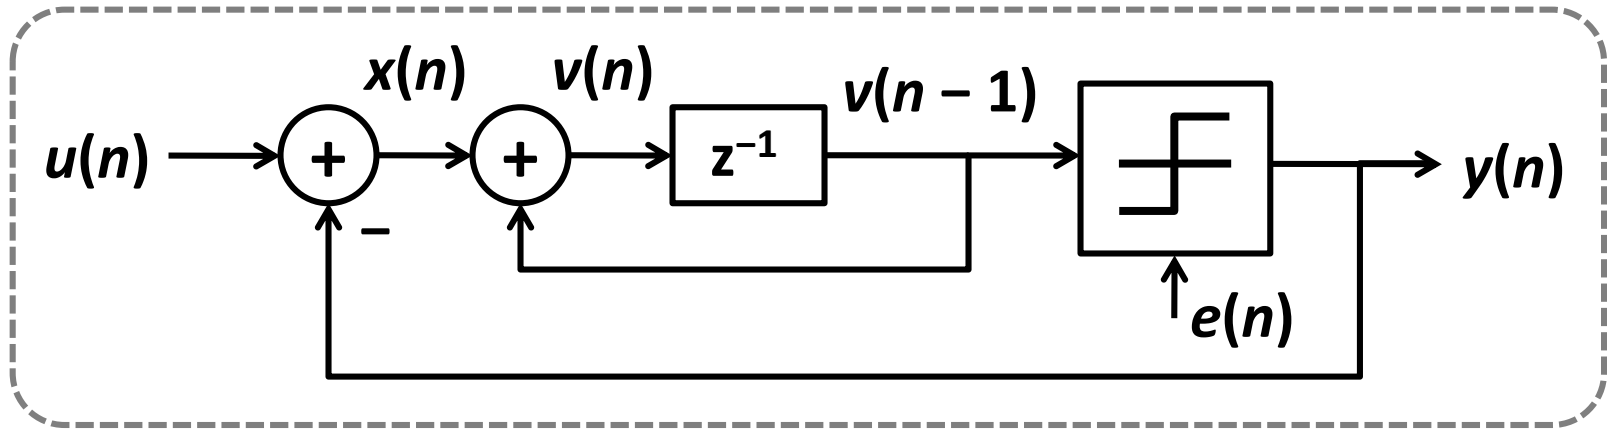 x(n)
v(n)
v(n – 1)
u(n)
+
+
z⁻¹
y(n)
–
e(n)